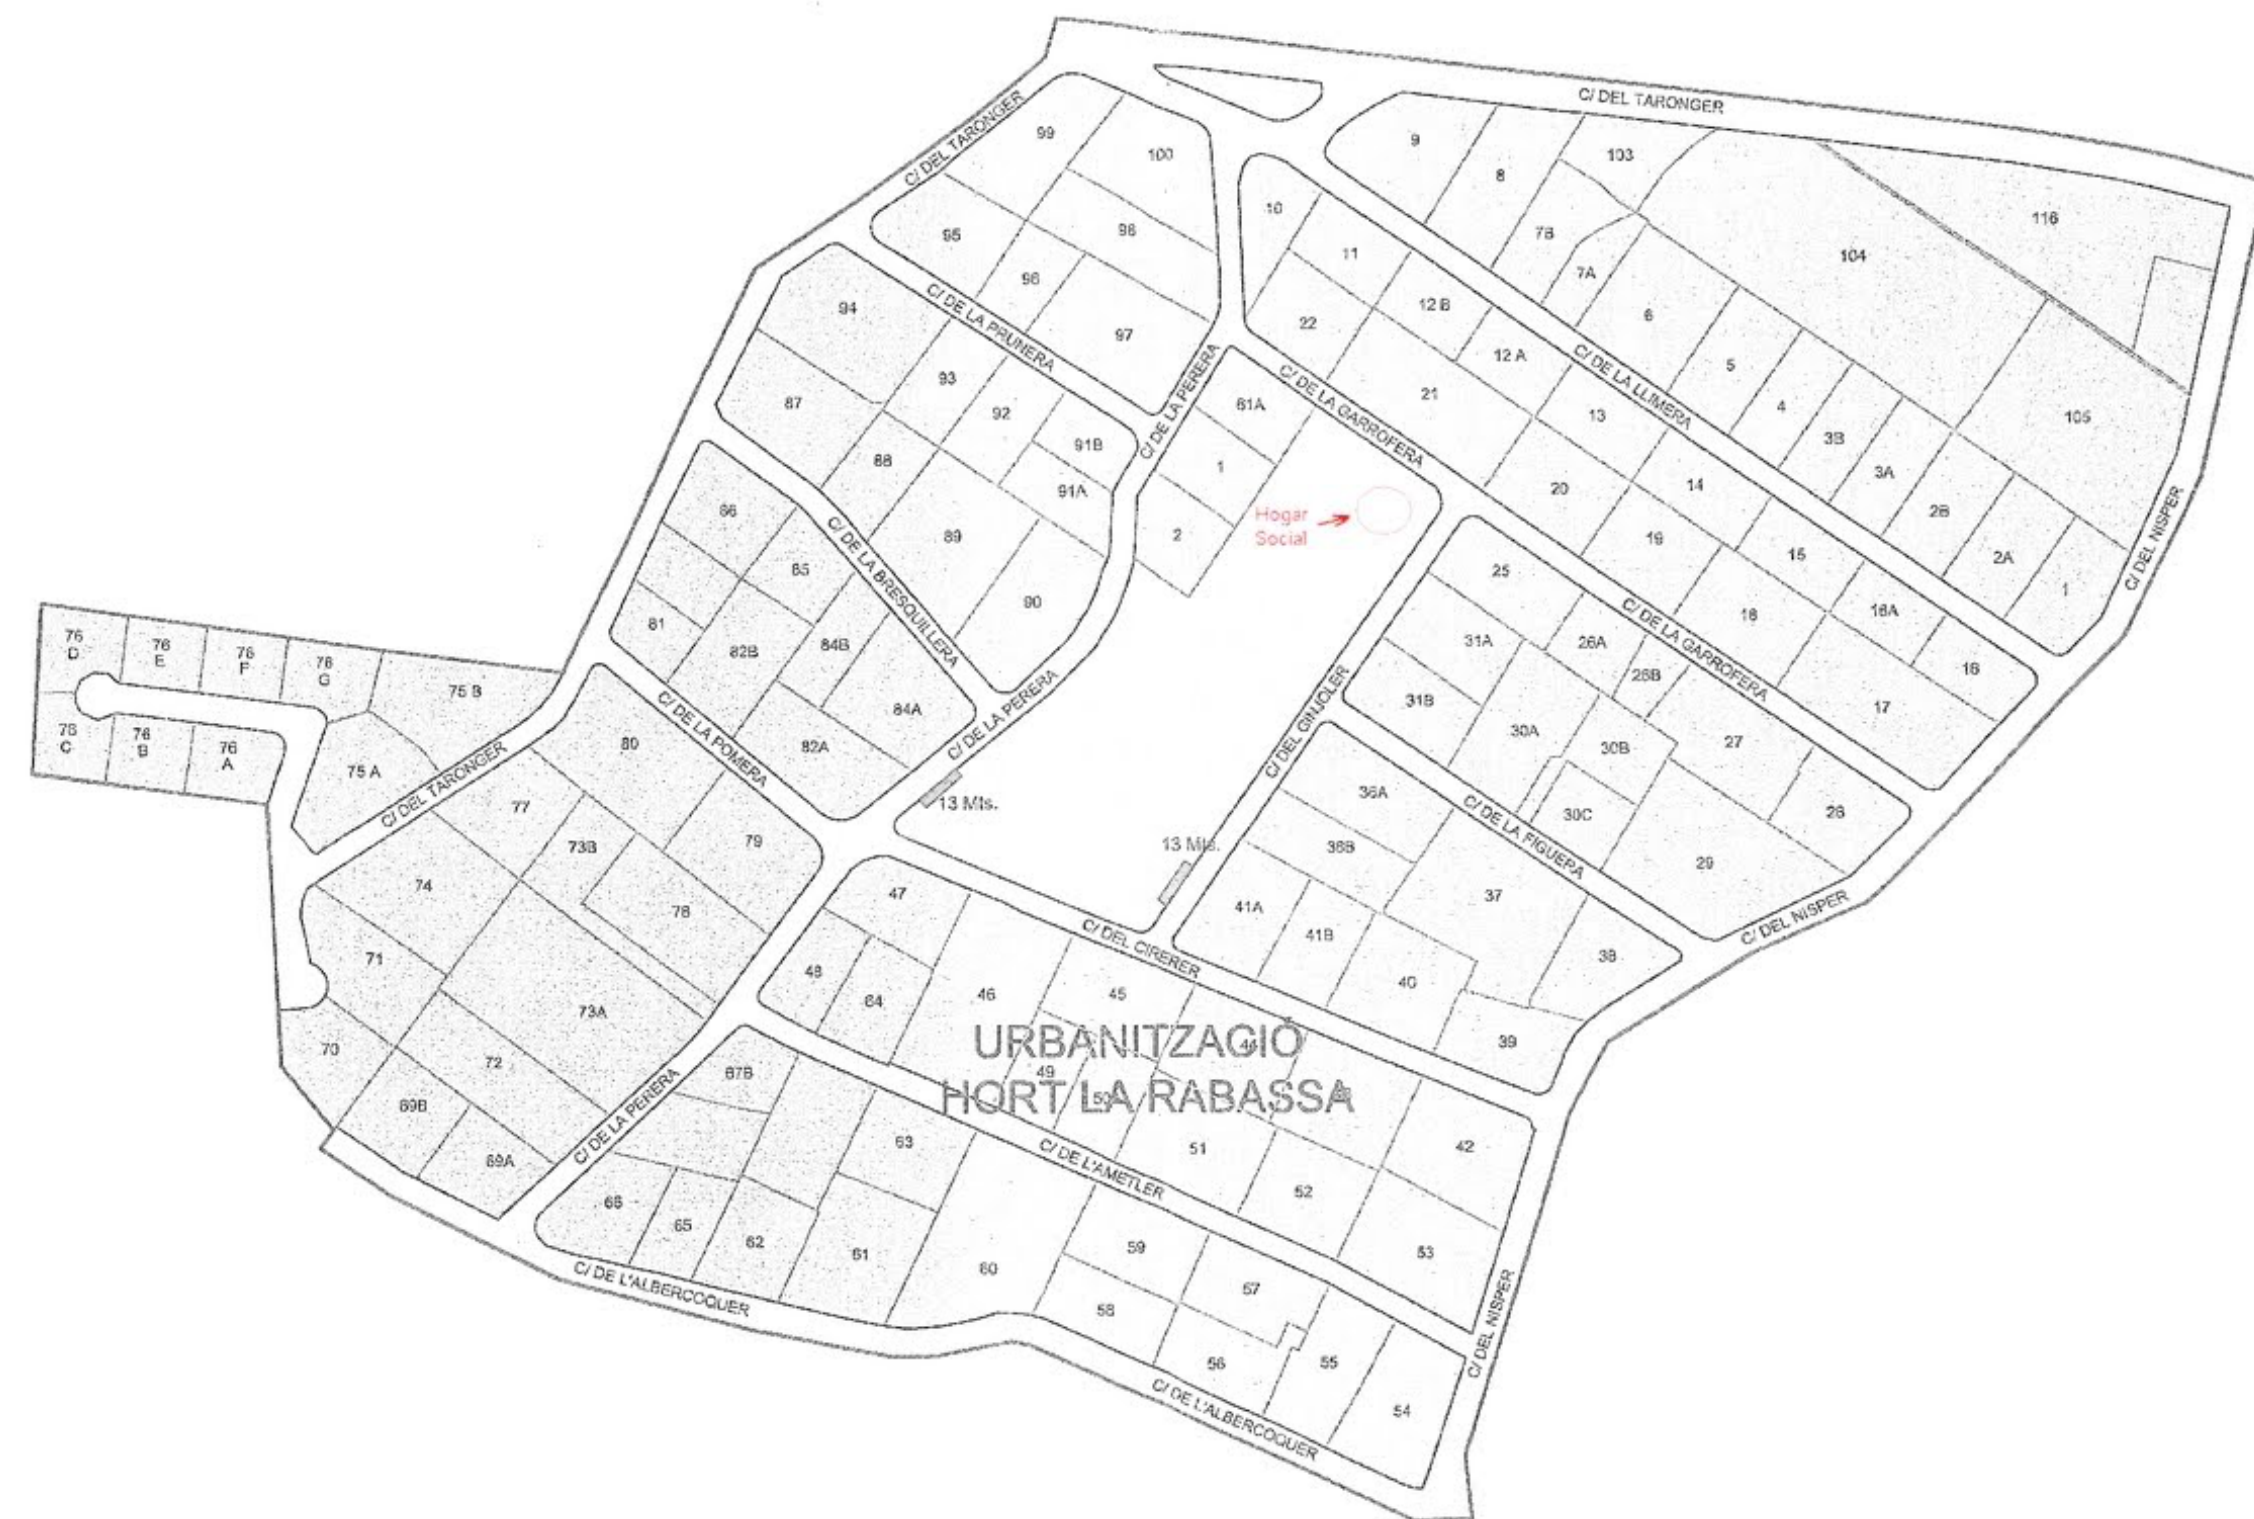 C/ DEL TARONGER
C/ DEL TARONGER
99
100
9
8
103
116
10
95
98
7B
104
11
96
7A
94
12 B
6
22
97
C/ DE LA PRUNERA
12 A
C/ DE LA PERERA
C/ DE LA GARROFERA
C/ DE LA LLIMERA
5
93
21
87
61A
4
13
105
92
3B
91B
88
1
3A
14
91A
20
2B
86
Hogar
Social
C/ DEL NISPER
89
2
19
15
2A
C/ DE LA BRESQUILLERA
85
25
1
90
18
16A
81
C/ DE LA GARROFERA
76
D
76
E
76
F
76
G
84B
31A
26A
82B
16
26B
75 B
31B
17
84A
C/ DE LA POMERA
C/ DE LA PERERA
C/ DEL GINJOLER
76
C
76
B
76
A
80
82A
30A
30B
27
75 A
C/ DEL TARONGER
36A
13 Mts.
77
C/ DE LA FIGUERA
30C
28
79
73B
13 Mts.
36B
29
74
47
37
78
41A
C/ DEL NISPER
41B
C/ DEL CIRERER
71
48
38
64
46
45
40
73A
URBANITZACIÓ
44
39
70
72
67B
49
HORT LA RABASSA
50
69B
C/ DE LA PERERA
63
C/ DE L'AMETLER
51
42
69A
52
66
65
62
61
60
59
53
57
C/ DE L'ALBERCOQUER
58
C/ DEL NISPER
56
55
C/ DE L'ALBERCOQUER
54